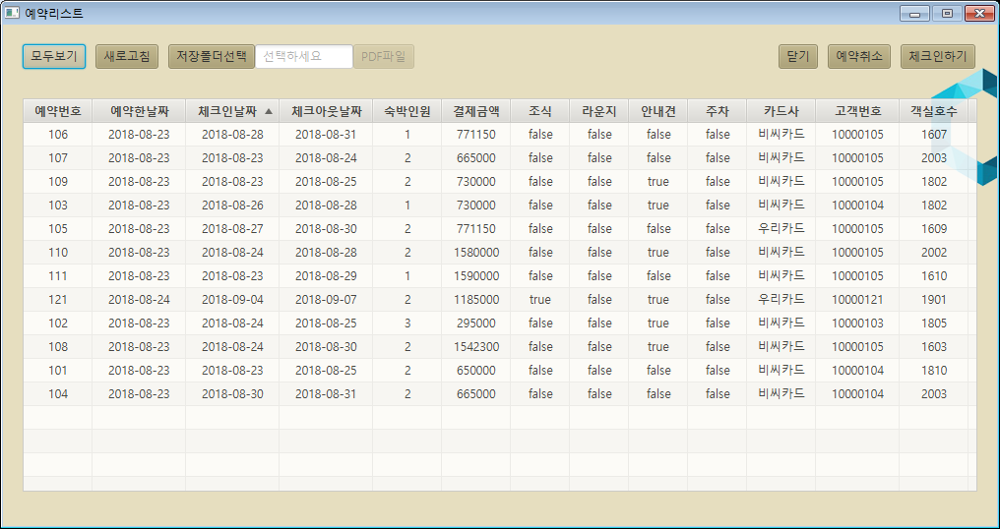 예약리스트
모두보기 새로고침 저장폴더선택 선택하세요 PDF파일 닫기 예약취소 체크인하기
예약번호 예약한날짜 체크인날짜 체크아웃날짜 숙박인원 결제금액 조식 라운지 안내견 주차 카드사 고객번호 객실호수
106 2018-08-23 2018-08-28 2018-08-31 1 771150 false false false false 비씨카드 10000105 1607
107 2018-08-23 2018-08-23 2018-08-24 2 665000 false false false false 비씨카드 10000105 2003
109 2018-08-23 2018-08-23 2018-08-25 2 730000 false false true false 비씨카드 10000105 1802
103 2018-08-23 2018-08-26 2018-08-28 1 730000 false false true false 비씨카드 10000104 1802
105 2018-08-23 2018-08-27 2018-08-30 2 771150 false false false false 우리카드 10000105 1609
110 2018-08-23 2018-08-24 2018-08-28 2 1580000 false false true false 비씨카드 10000105 2002
111 2018-08-23 2018-08-23 2018-08-29 1 1590000 false false false false 비씨카드 10000105 1610
121 2018-08-24 2018-09-04 2018-09-07 2 1185000 true false true false 우리카드 10000121 1901
102 2018-08-23 2018-08-24 2018-08-25 3 295000 false false true false 비씨카드 10000103 1805
108 2018-08-23 2018-08-24 2018-08-30 2 1542300 false false true false 비씨카드 10000105 1603
101 2018-08-23 2018-08-23 2018-08-25 2 650000 false false false false 비씨카드 10000104 1810
104 2018-08-23 2018-08-30 2018-08-31 2 665000 false false false false 비씨카드 10000104 2003